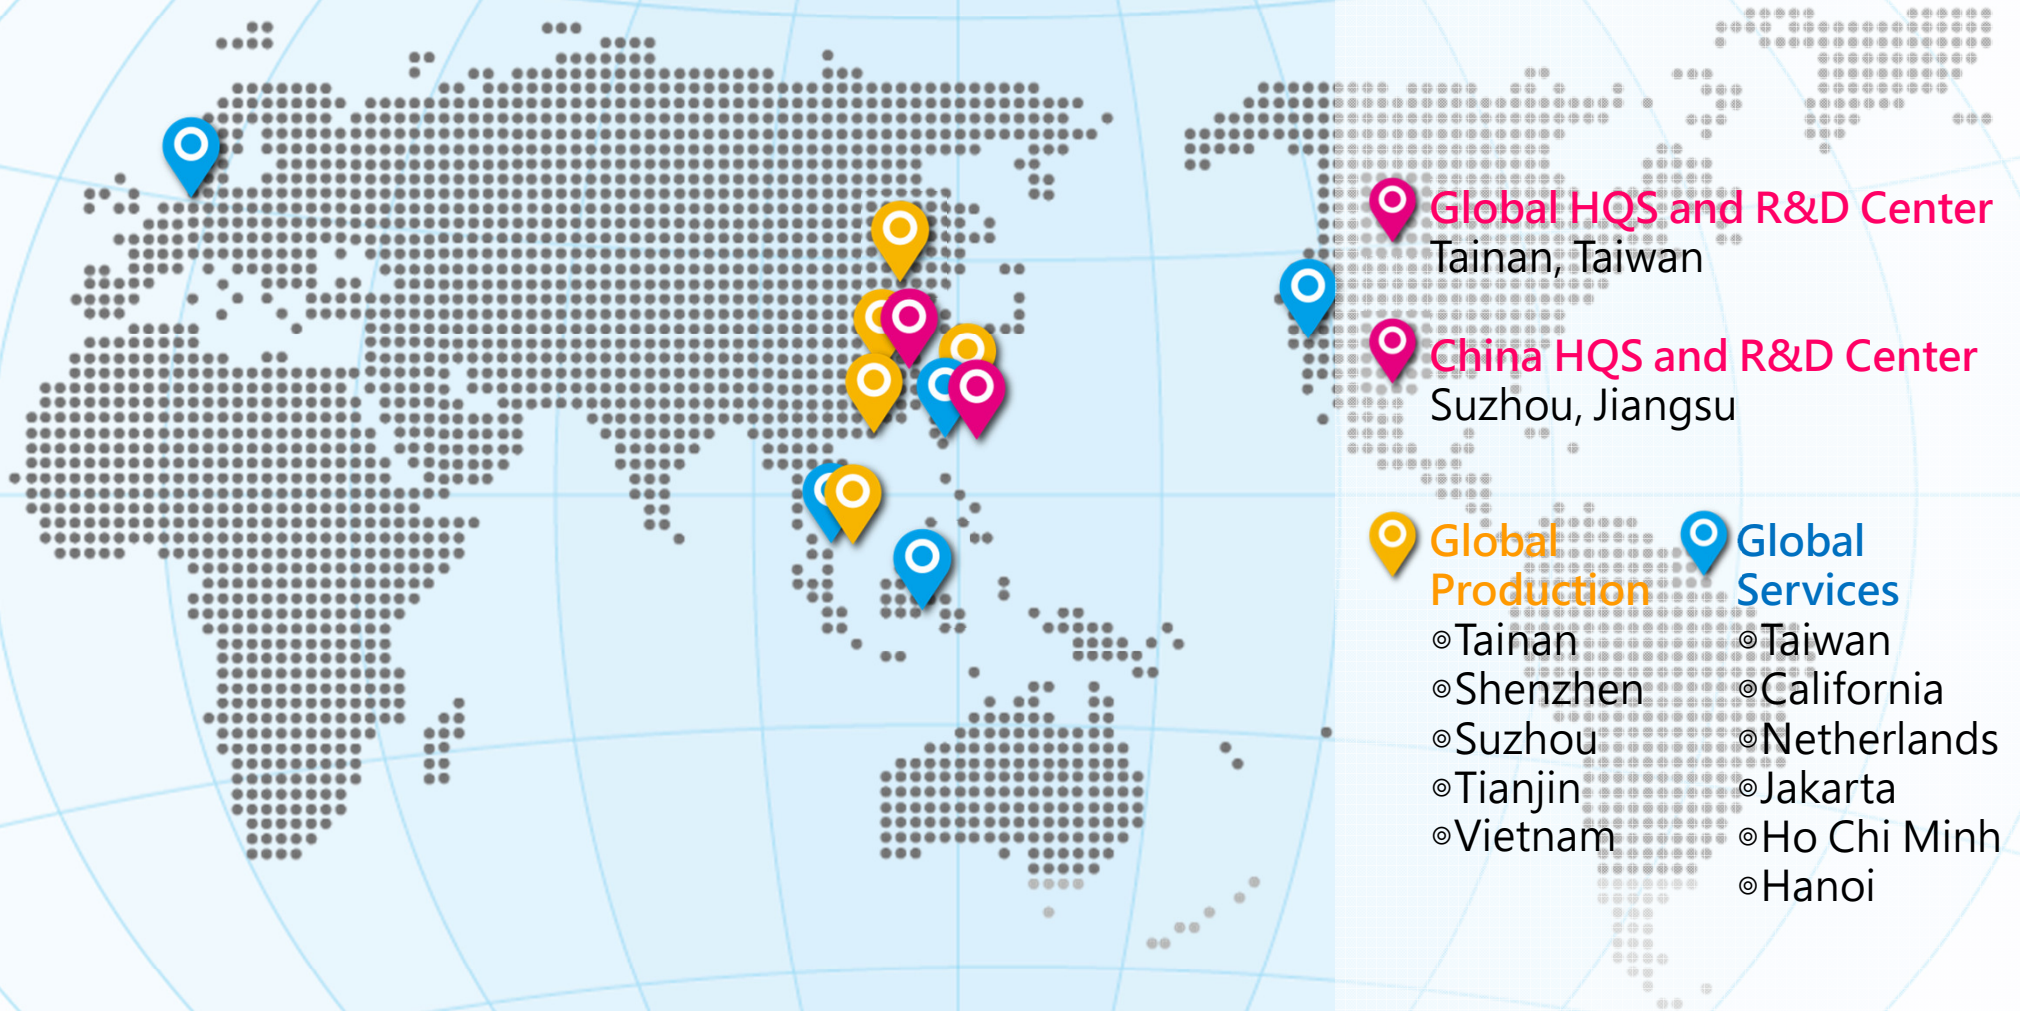 Global HQS and R&D Center
Tainan, Taiwan
China HQS and R&D Center
Suzhou, Jiangsu
Global
Production
◎Tainan
◎Shenzhen
◎Suzhou
◎Tianjin
◎Vietnam
Global
Services
◎Taiwan
◎California
◎Netherlands
◎Jakarta
◎Ho Chi Minh
◎Hanoi